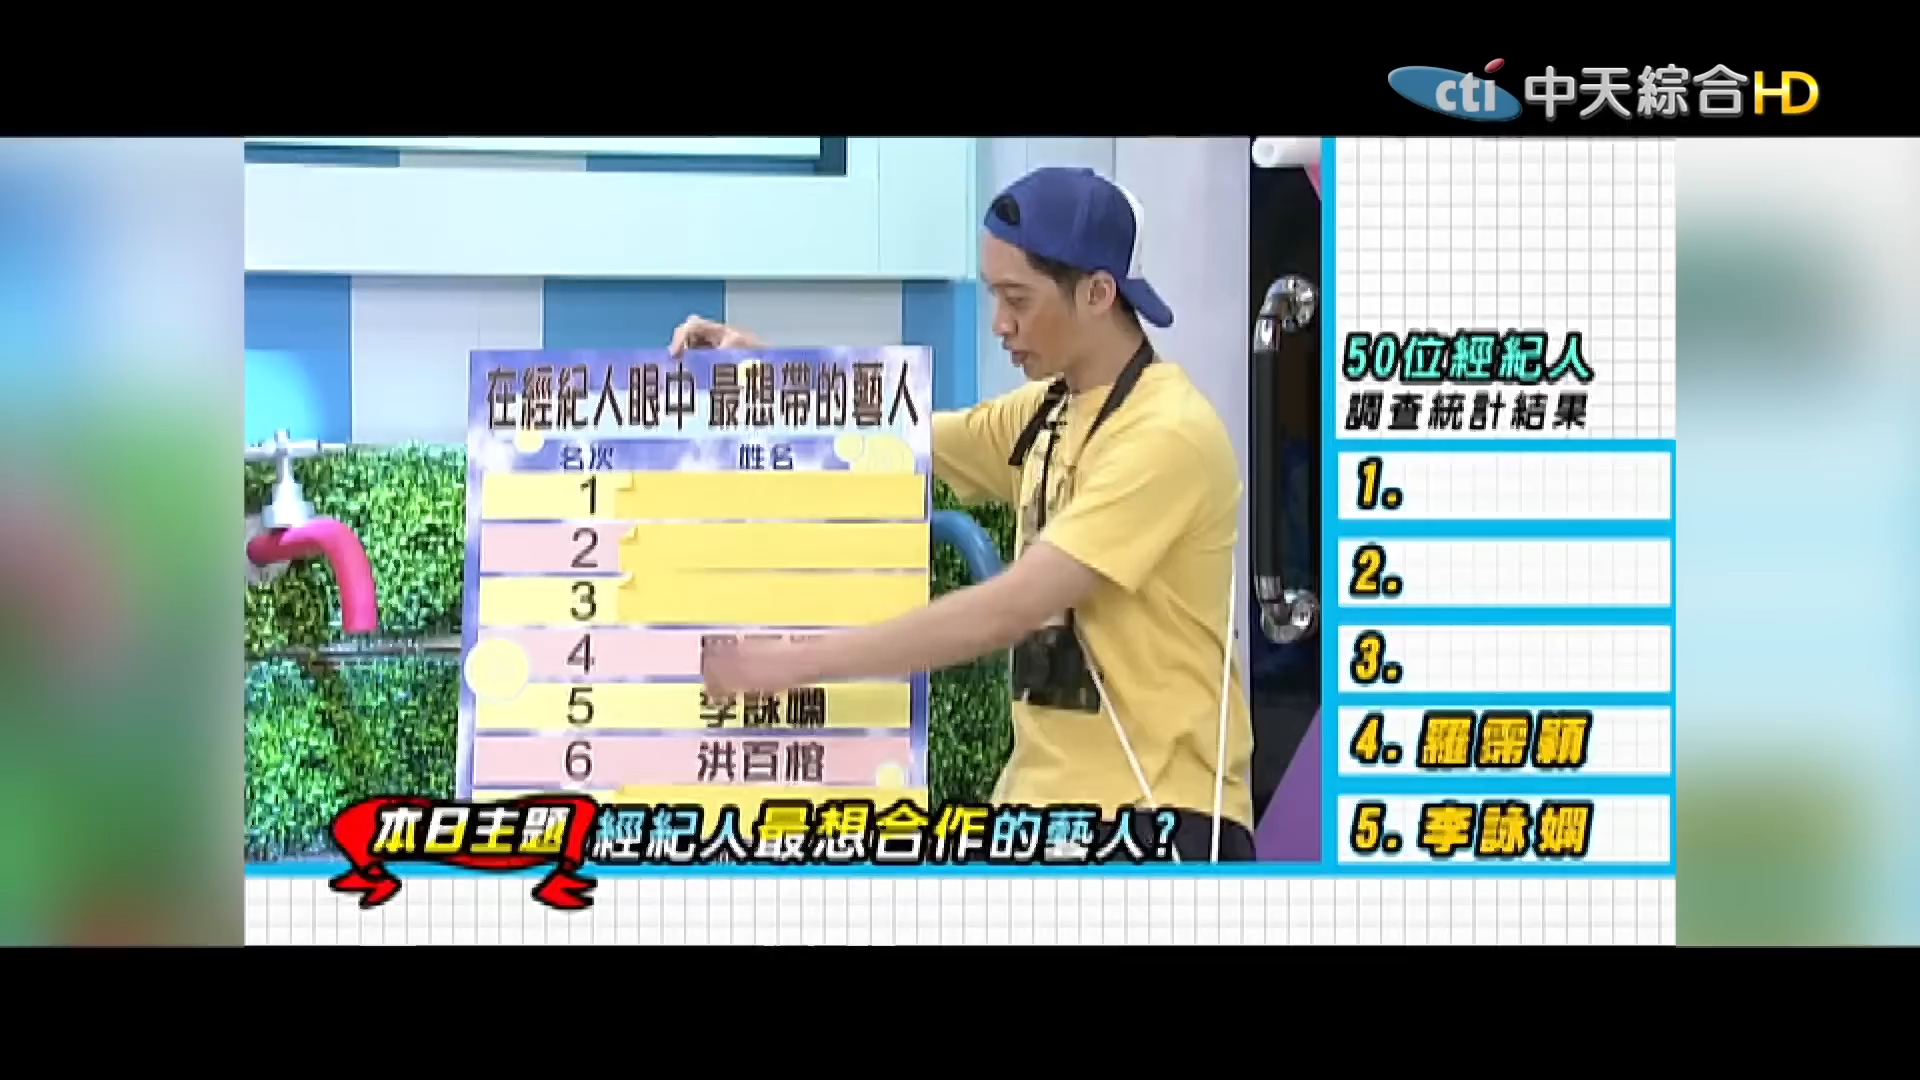 cti 中天綜合HD
在經紀人眼中 最想帶的藝人
名次 姓名
1
2
3
4
5 李詠嫻
6 洪百榕
50位經紀人
調查統計結果
1.
2.
3.
4. 羅霈穎
5. 李詠嫻
本日主題 經紀人最想合作的藝人?